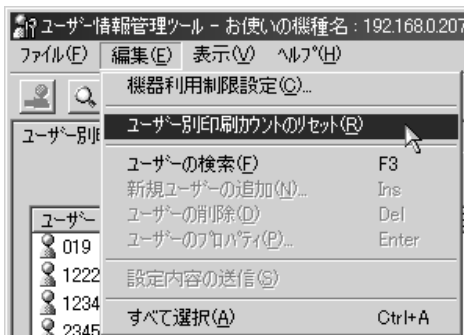 ユーザー情報管理ツール - お使いの機種名 : 192.168.0.207
ファイル(F) 編集(E) 表示(V) ヘルプ(H)
機器利用制限設定(C)...
ユーザー別印刷カウントのリセット(R)
ユーザー別
ユーザーの検索(F) F3
新規ユーザーの追加(N)... Ins
ユーザーの削除(D) Del
ユーザーのプロパティ(P)... Enter
設定内容の送信(S)
すべて選択(A) Ctrl+A
ユーザー
019
1222
1234
2345